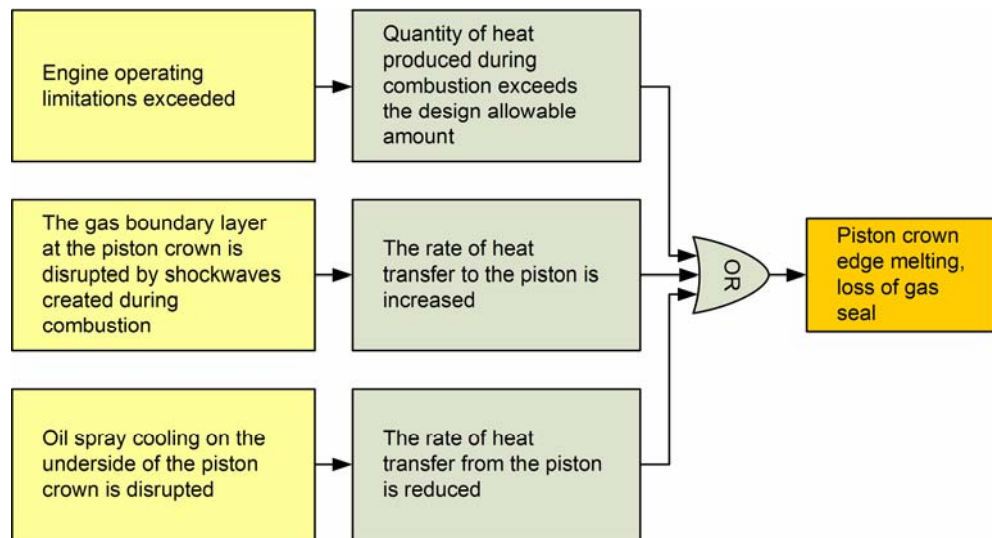 Engine operating
limitations exceeded
Quantity of heat
produced during
combustion exceeds
the design allowable
amount
The gas boundary layer
at the piston crown is
disrupted by shockwaves
created during
combustion
The rate of heat
transfer to the piston is
increased
OR
Piston crown
edge melting,
loss of gas
seal
Oil spray cooling on the
underside of the piston
crown is disrupted
The rate of heat
transfer from the piston
is reduced